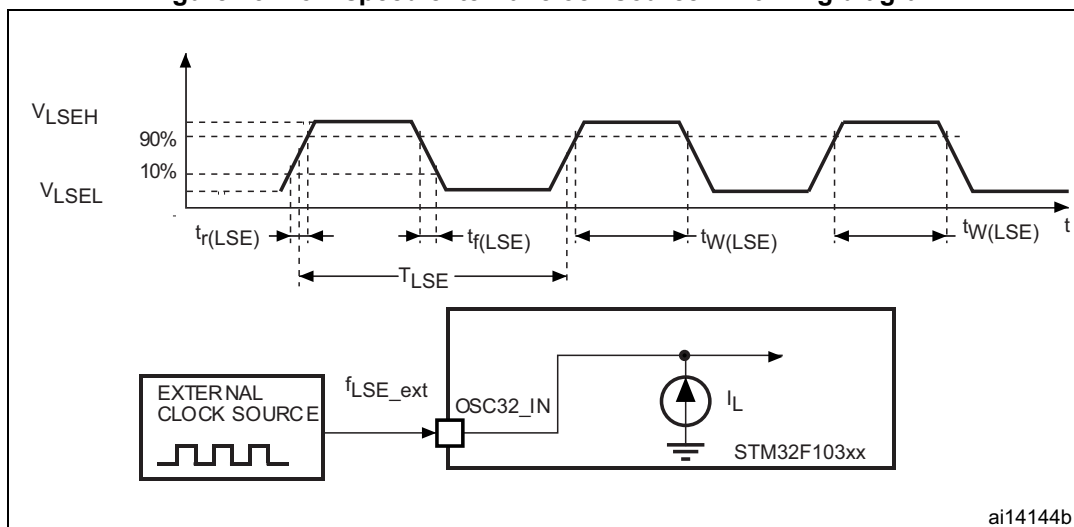 V_LSEH
90%
10%
V_LSEL
t_r(LSE)
t_f(LSE)
t_W(LSE)
t_W(LSE)
t
T_LSE
EXTERNAL
CLOCK SOURCE
f_LSE_ext
OSC32_IN
I_L
STM32F103xx
ai14144b